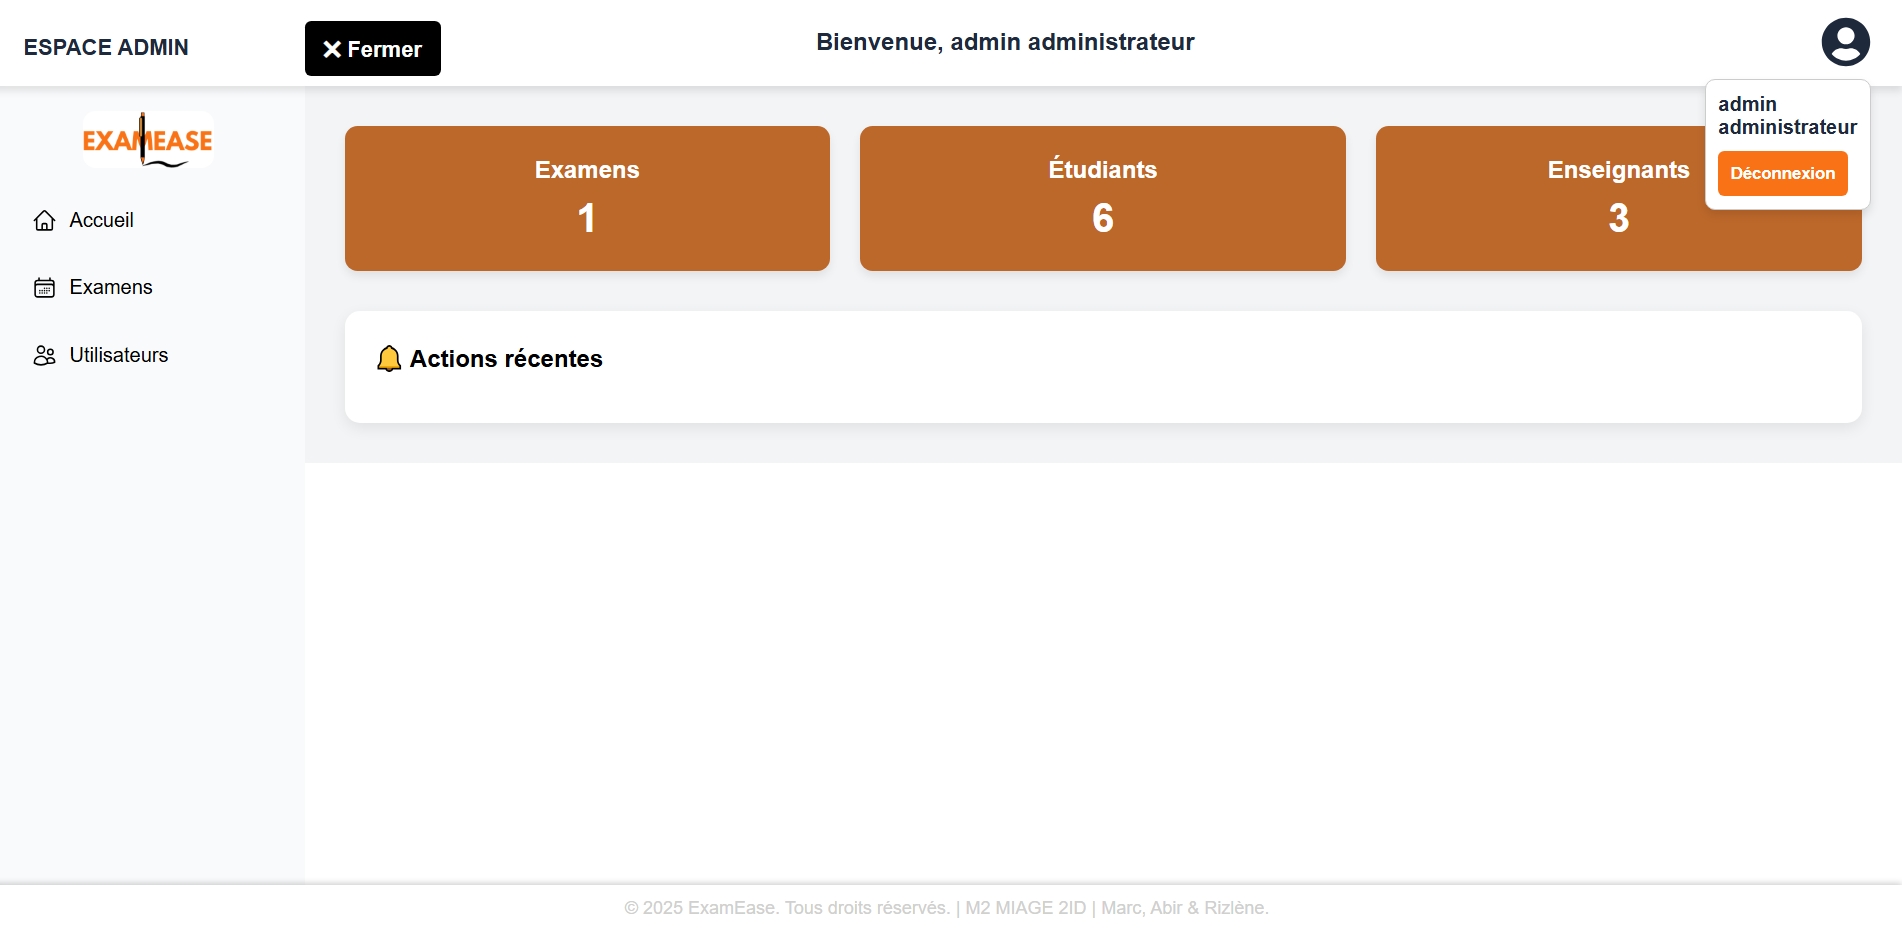 ESPACE ADMIN
Fermer
Bienvenue, admin administrateur
admin
administrateur
Déconnexion
EXAMEASE
Accueil
Examens
Utilisateurs
Examens
1
Étudiants
6
Enseignants
3
Actions récentes
© 2025 ExamEase. Tous droits réservés. | M2 MIAGE 2ID | Marc, Abir & Rizlène.